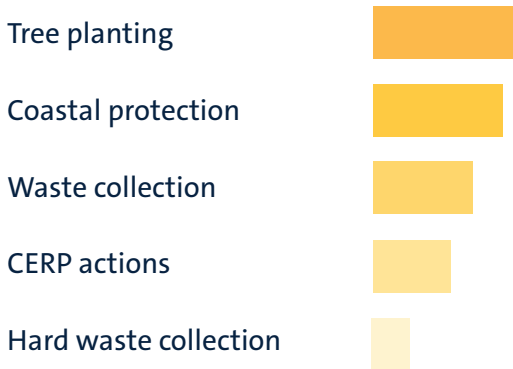 Tree planting
Coastal protection
Waste collection
CERP actions
Hard waste collection